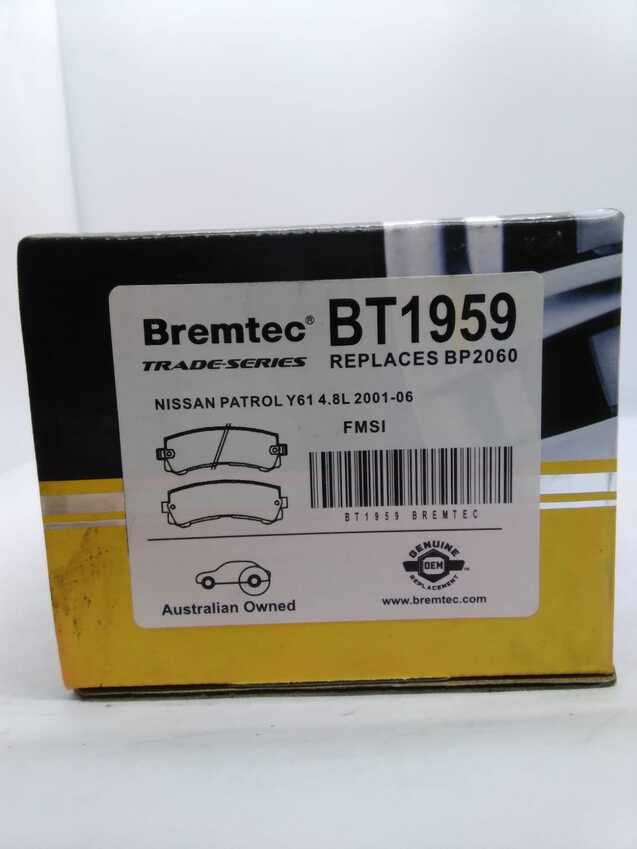 Bremtec® BT1959
TRADE-SERIES REPLACES BP2060
NISSAN PATROL Y61 4.8L 2001-06
FMSI
BT1959 BREMTEC
GENUINE
OEM
REPLACEMENT
TM
Australian Owned
www.bremtec.com